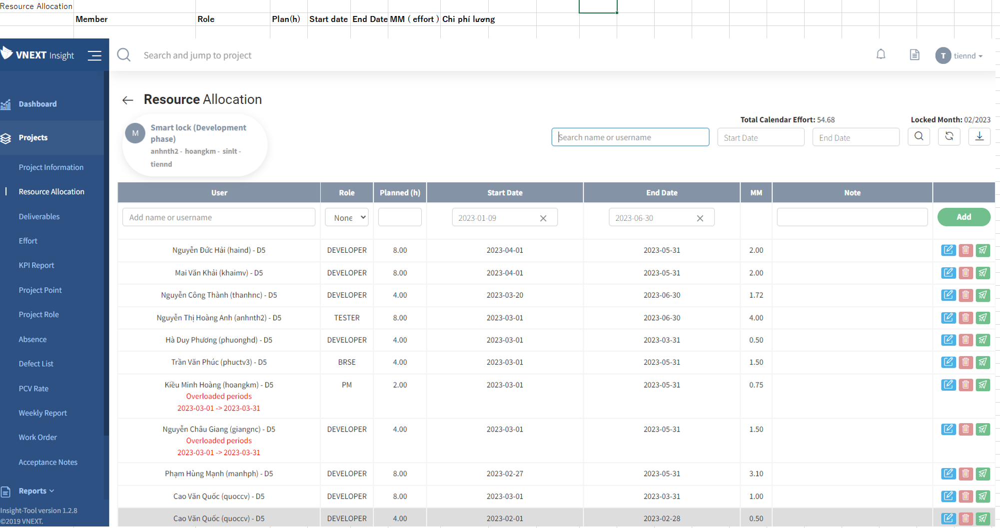 Resource Allocation
Member Role Plan(h) Start date End Date MM ( effort ) Chi phí lương
VNEXT Insight
Search and jump to project
T tiennd
Dashboard
Projects
Project Information
Resource Allocation
Deliverables
Effort
KPI Report
Project Point
Project Role
Absence
Defect List
PCV Rate
Weekly Report
Work Order
Acceptance Notes
Reports
Insight-Tool version 1.2.8
©2019 VNEXT.
Resource Allocation
M
Smart lock (Development
phase)
anhnth2 - hoangkm - sinlt -
tiennd
Total Calendar Effort: 54.68
Locked Month: 02/2023
Search name or username
Start Date
End Date
User Role Planned (h) Start Date End Date MM Note
Add name or username None 2023-01-09 2023-06-30 Add
Nguyễn Đức Hải (haind) - D5 DEVELOPER 8.00 2023-04-01 2023-05-31 2.00
Mai Văn Khải (khaimv) - D5 DEVELOPER 8.00 2023-04-01 2023-05-31 2.00
Nguyễn Công Thành (thanhnc) - D5 DEVELOPER 4.00 2023-03-20 2023-06-30 1.72
Nguyễn Thị Hoàng Anh (anhnth2) - D5 TESTER 8.00 2023-03-01 2023-06-30 4.00
Hà Duy Phương (phuonghd) - D5 DEVELOPER 4.00 2023-03-01 2023-03-31 0.50
Trần Văn Phúc (phuctv3) - D5 BRSE 4.00 2023-03-01 2023-05-31 1.50
Kiều Minh Hoàng (hoangkm) - D5 PM 2.00 2023-03-01 2023-05-31 0.75
Overloaded periods
2023-03-01 -> 2023-03-31
Nguyễn Châu Giang (giangnc) - D5 DEVELOPER 4.00 2023-03-01 2023-05-31 1.50
Overloaded periods
2023-03-01 -> 2023-03-31
Phạm Hùng Mạnh (manhph) - D5 DEVELOPER 8.00 2023-02-27 2023-05-31 3.10
Cao Văn Quốc (quoccv) - D5 DEVELOPER 8.00 2023-03-01 2023-03-31 1.00
Cao Văn Quốc (quoccv) - D5 DEVELOPER 4.00 2023-02-01 2023-02-28 0.50